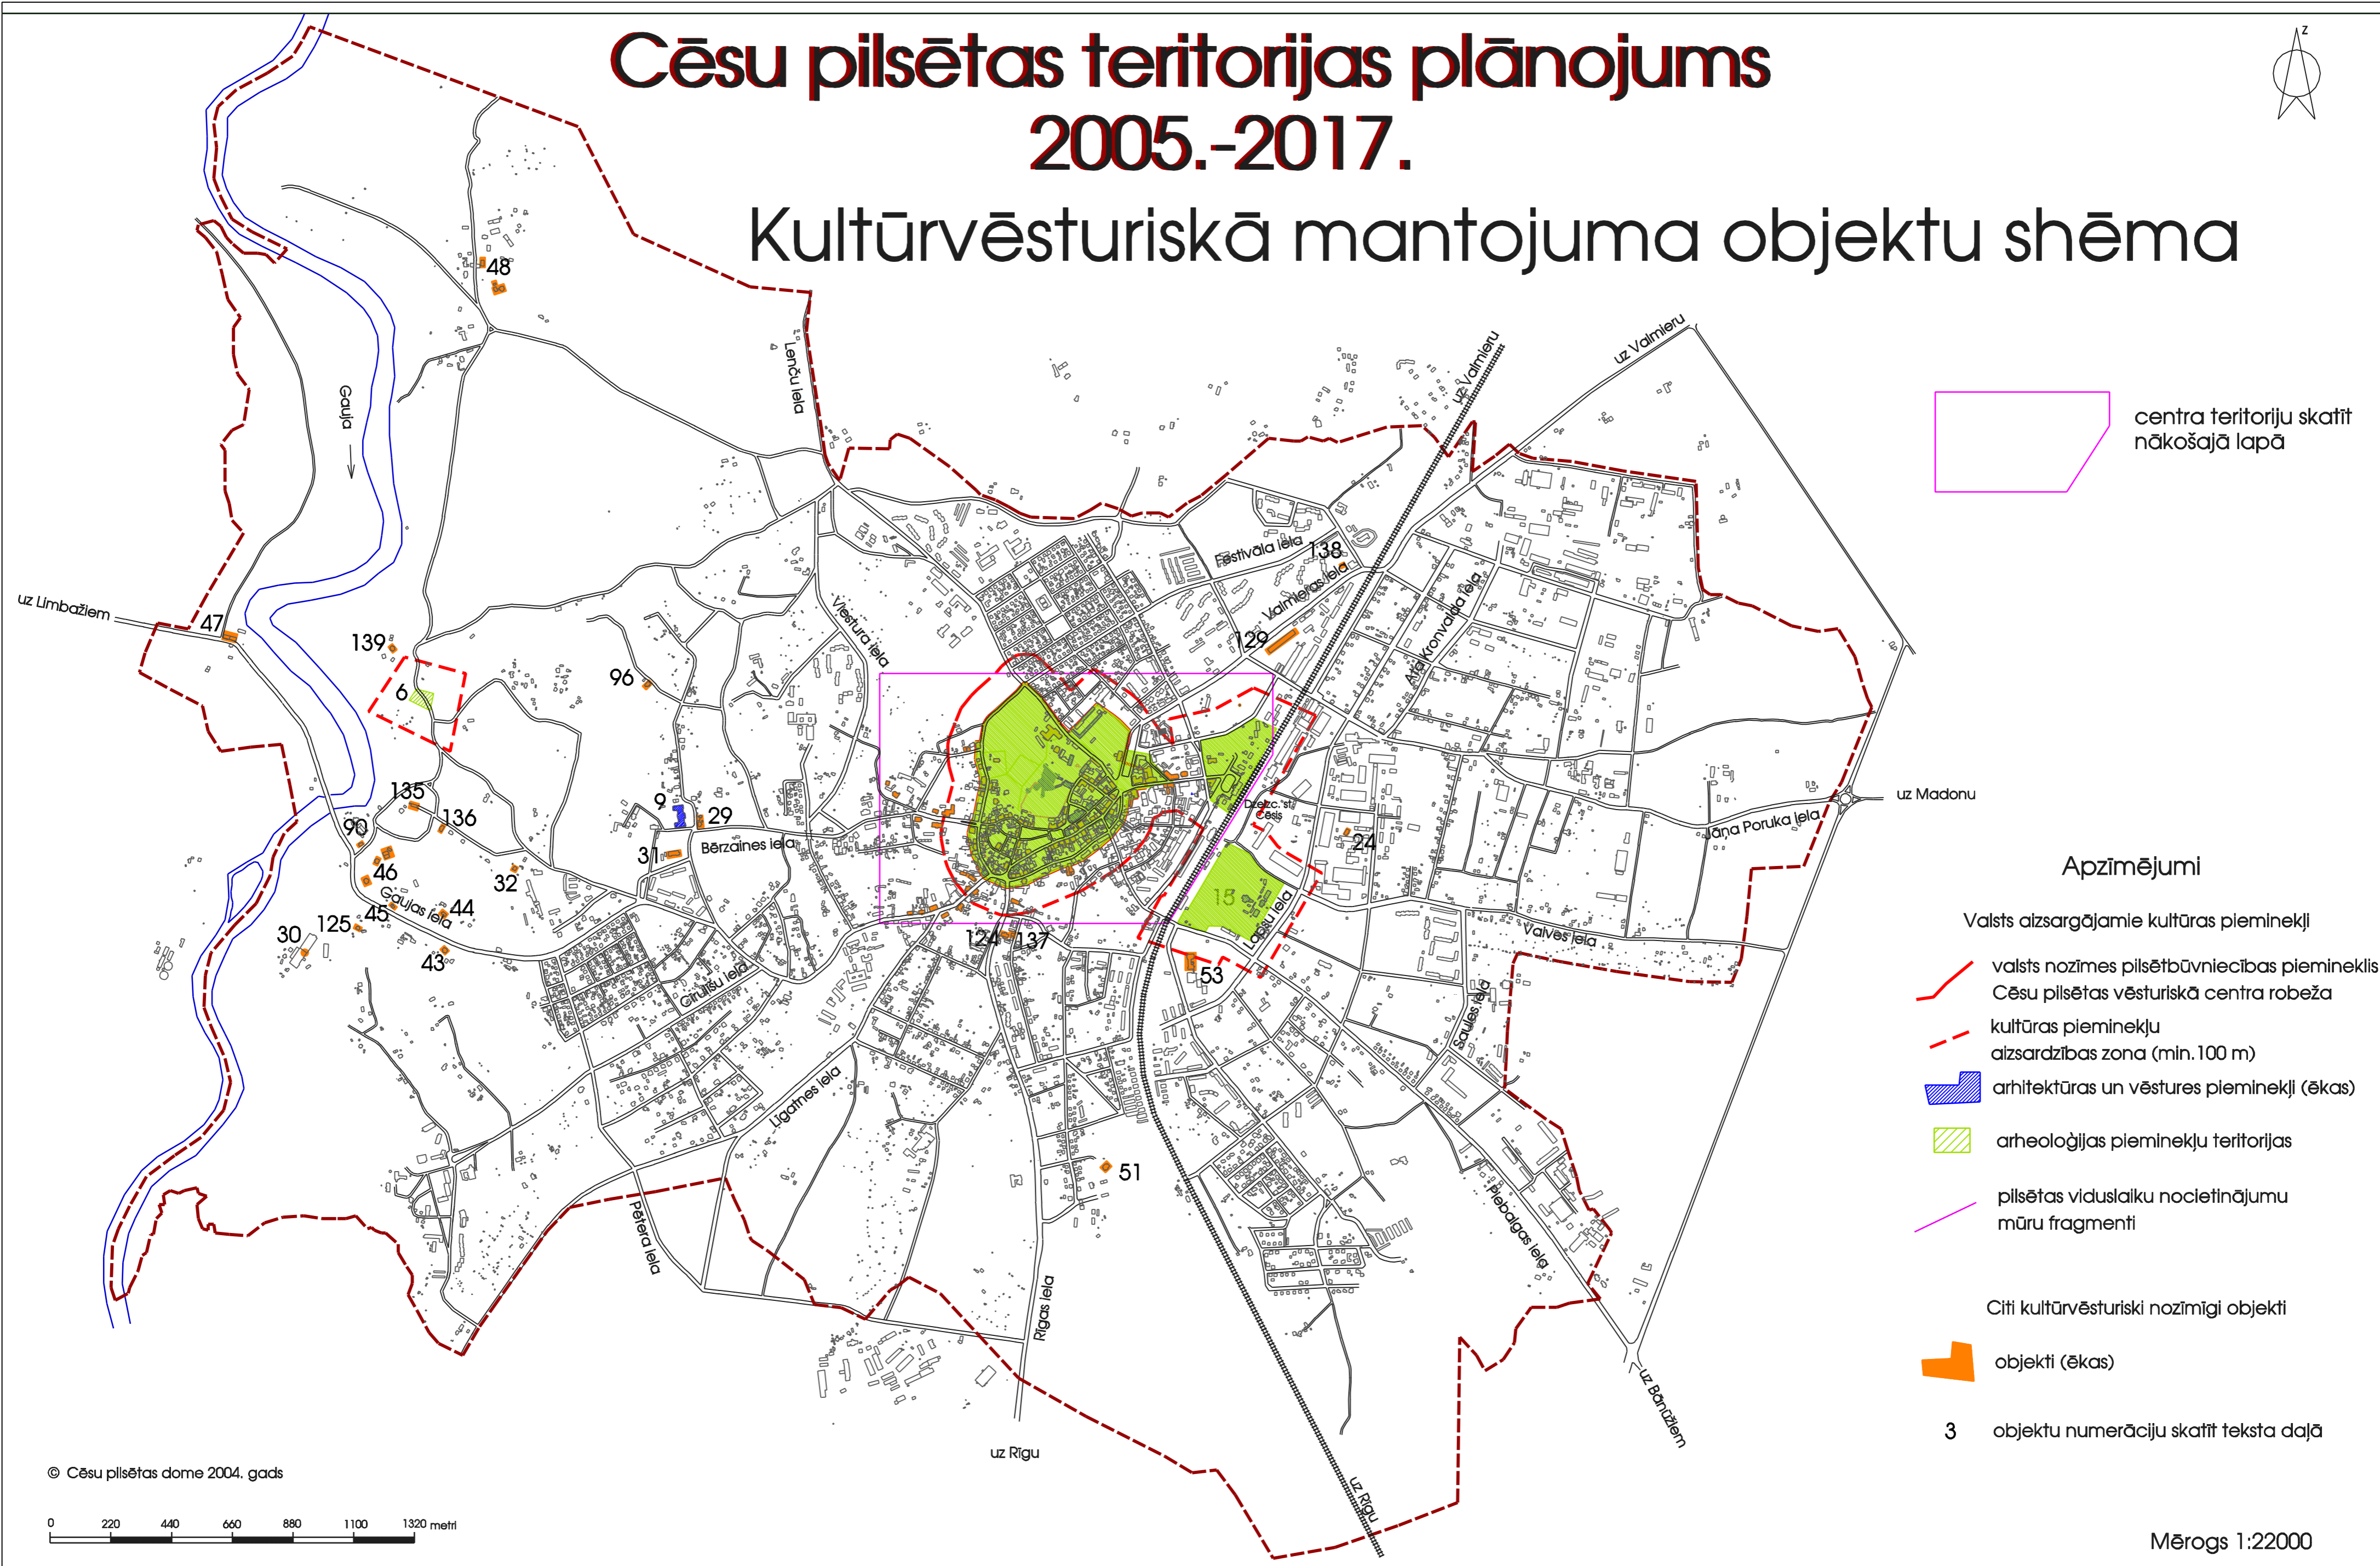 Cēsu pilsētas teritorijas plānojums
2005.-2017.
Kultūrvēsturiskā mantojuma objektu shēma
z
48
Lenču iela
Gauja
uz Valmieru
uz Valmieru
centra teritoriju skatīt
nākošajā lapā
Festivāla iela
138
Valmieras iela
uz Limbažiem
47
139
Viestura iela
129
Ata Kronvalda iela
6
96
135
136
9
29
90
31
Bērzaines iela
Dzelzc. st.
Cēsis
24
uz Madonu
Jāņa Poruka iela
46
32
Gaujas iela
45
44
125
30
43
15
Lapsu iela
124
137
53
Valves iela
Cīrulīšu iela
Saules iela
Līgatnes iela
51
Pētera iela
Piebalgas iela
Rīgas iela
uz Rīgu
uz Rīgu
uz Bānūžiem
Apzīmējumi
Valsts aizsargājamie kultūras pieminekļi
valsts nozīmes pilsētbūvniecības piemineklis
Cēsu pilsētas vēsturiskā centra robeža
kultūras pieminekļu
aizsardzības zona (min.100 m)
arhitektūras un vēstures pieminekļi (ēkas)
arheoloģijas pieminekļu teritorijas
pilsētas viduslaiku nocietinājumu
mūru fragmenti
Citi kultūrvēsturiski nozīmīgi objekti
objekti (ēkas)
3 objektu numerāciju skatīt teksta daļā
© Cēsu pilsētas dome 2004. gads
0 220 440 660 880 1100 1320 metri
Mērogs 1:22000